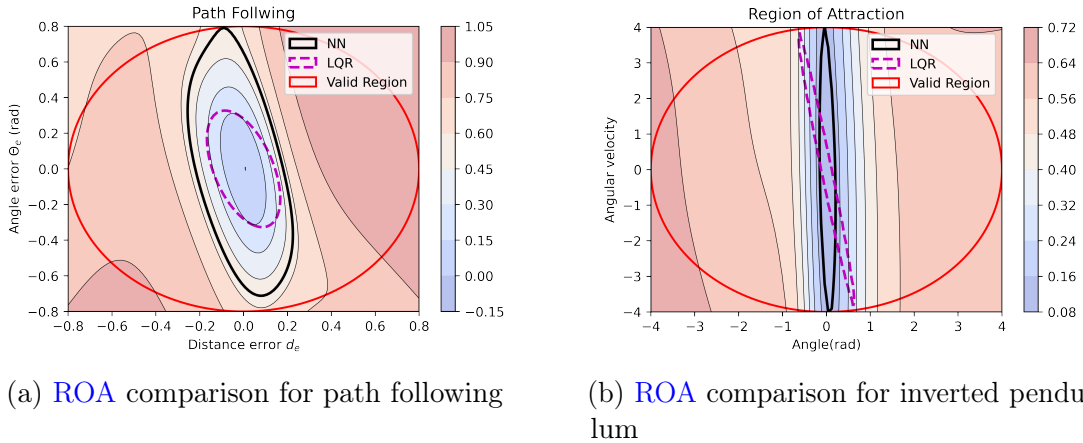 Path Follwing
0.8
0.6
0.4
0.2
0.0
−0.2
−0.4
−0.6
−0.8
Angle error Θe (rad)
−0.8 −0.6 −0.4 −0.2 0.0 0.2 0.4 0.6 0.8
Distance error de
NN
LQR
Valid Region
1.05
0.90
0.75
0.60
0.45
0.30
0.15
0.00
−0.15
(a) ROA comparison for path following
Region of Attraction
4
3
2
1
0
−1
−2
−3
−4
Angular velocity
−4 −3 −2 −1 0 1 2 3 4
Angle(rad)
NN
LQR
Valid Region
0.72
0.64
0.56
0.48
0.40
0.32
0.24
0.16
0.08
(b) ROA comparison for inverted pendu
lum